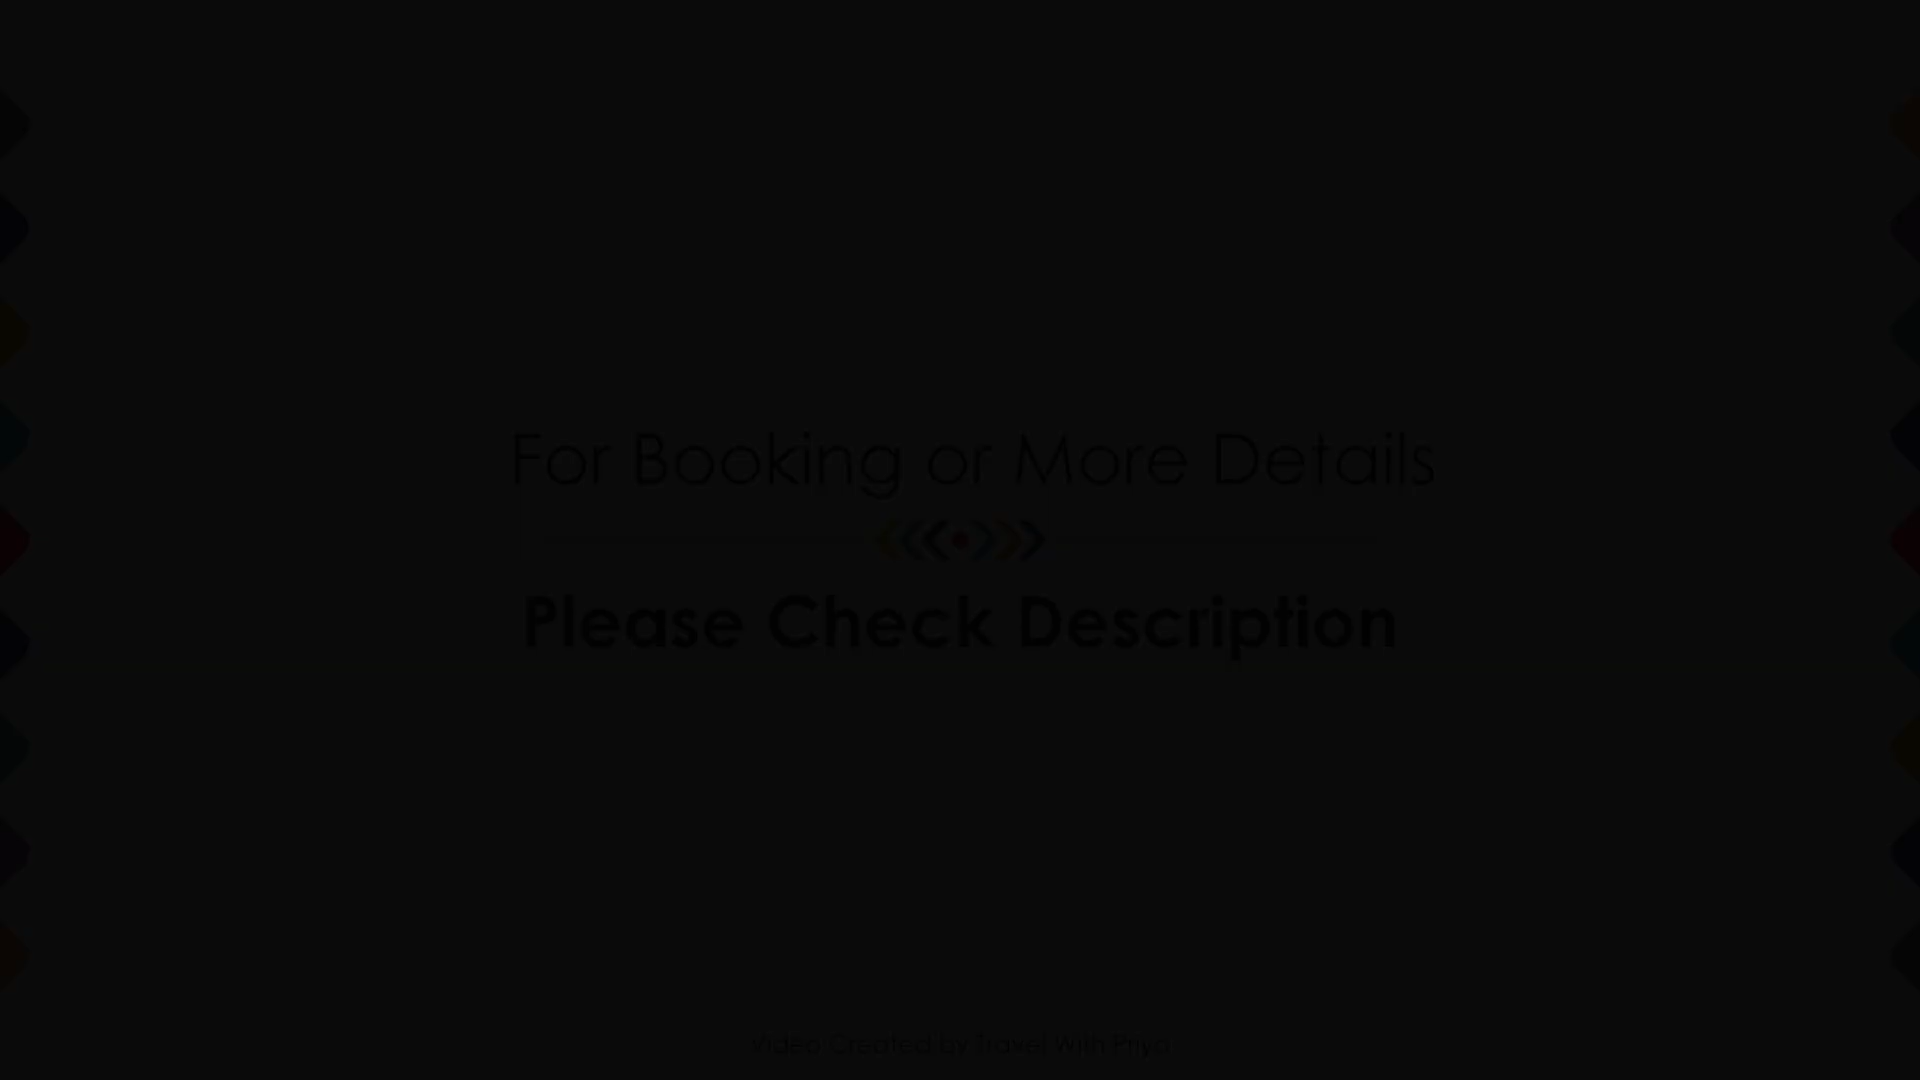 For Booking or More Details
Please Check Description
Video Created by Travel With Priya